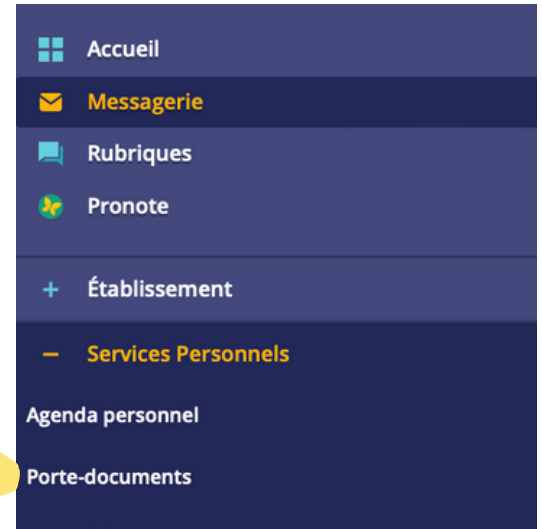 Accueil
Messagerie
Rubriques
Pronote
+ Établissement
– Services Personnels
Agenda personnel
Porte-documents